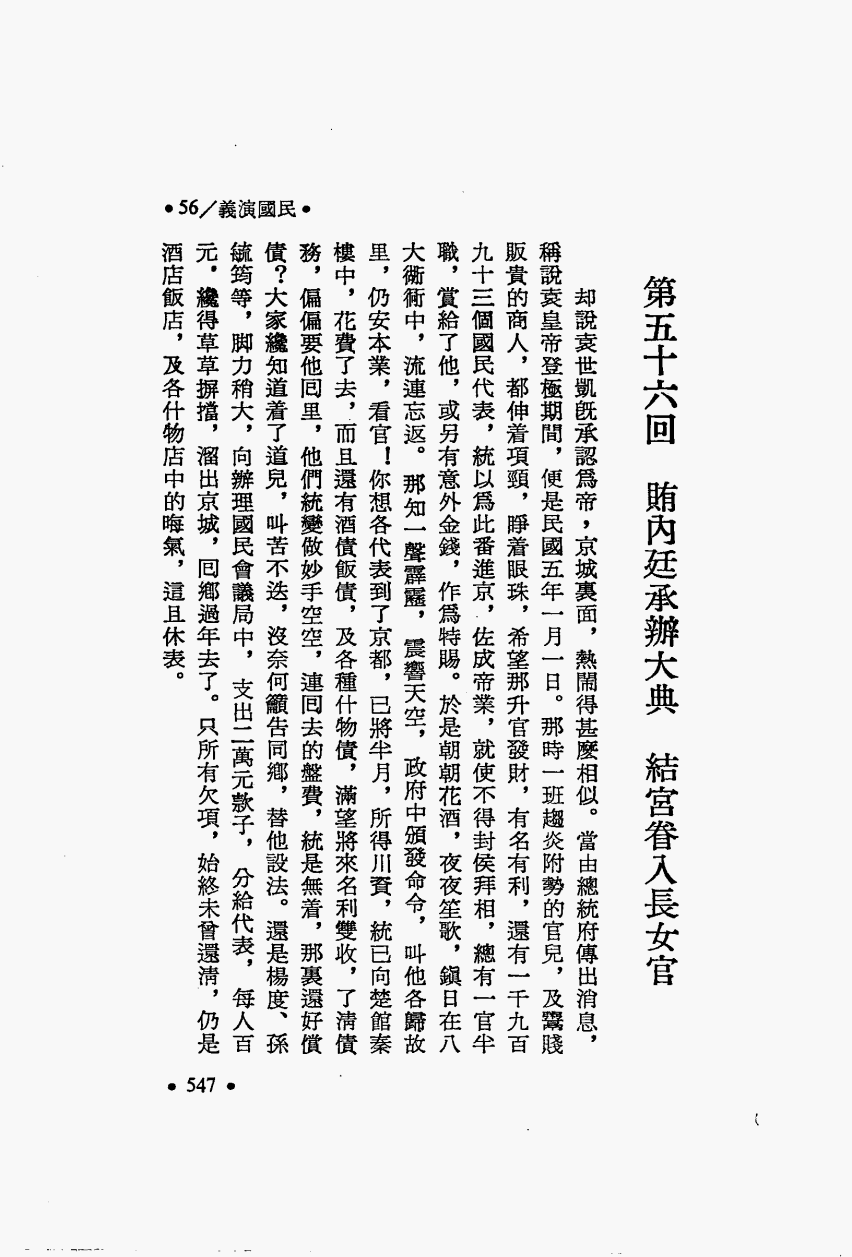 •56／義演國民•
第五十六回　賄內廷承辦大典　結宮眷入長女官
却說袁世凱既承認爲帝，京城裏面，熱鬧得甚麼相似。當由總統府傳出消息，
稱說袁皇帝登極期間，便是民國五年一月一日。那時一班趨炎附勢的官兒，及鬻賤
販貴的商人，都伸着項頸，睜着眼珠，希望那升官發財，有名有利，還有一千九百
九十三個國民代表，統以爲此番進京，佐成帝業，就使不得封侯拜相，總有一官半
職，賞給了他，或另有意外金錢，作爲特賜。於是朝朝花酒，夜夜笙歌，鎭日在八
大衚衕中，流連忘返。那知一聲霹靂，震響天空，政府中頒發命令，叫他各歸故
里，仍安本業，看官！你想各代表到了京都，已將半月，所得川資，統已向楚館秦
樓中，花費了去，而且還有酒債飯債，及各種什物債，滿望將來名利雙收，了清債
務，偏偏要他囘里，他們統變做妙手空空，連囘去的盤費，統是無着，那裏還好償
債？大家纔知道着了道兒，叫苦不迭，沒奈何籲告同鄉，替他設法。還是楊度、孫
毓筠等，脚力稍大，向辦理國民會議局中，支出二萬元款子，分給代表，每人百
元，纔得草草摒擋，溜出京城，囘鄉過年去了。只所有欠項，始終未曾還清，仍是
酒店飯店，及各什物店中的晦氣，這且休表。
•547•